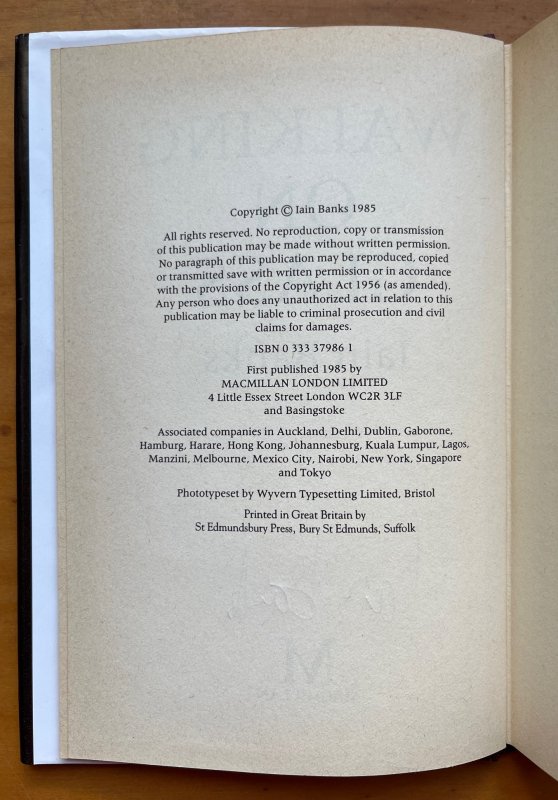 Copyright © Iain Banks 1985
All rights reserved. No reproduction, copy or transmission
of this publication may be made without written permission.
No paragraph of this publication may be reproduced, copied
or transmitted save with written permission or in accordance
with the provisions of the Copyright Act 1956 (as amended).
Any person who does any unauthorized act in relation to this
publication may be liable to criminal prosecution and civil
claims for damages.
ISBN 0 333 37986 1
First published 1985 by
MACMILLAN LONDON LIMITED
4 Little Essex Street London WC2R 3LF
and Basingstoke
Associated companies in Auckland, Delhi, Dublin, Gaborone,
Hamburg, Harare, Hong Kong, Johannesburg, Kuala Lumpur, Lagos,
Manzini, Melbourne, Mexico City, Nairobi, New York, Singapore
and Tokyo
Phototypeset by Wyvern Typesetting Limited, Bristol
Printed in Great Britain by
St Edmundsbury Press, Bury St Edmunds, Suffolk